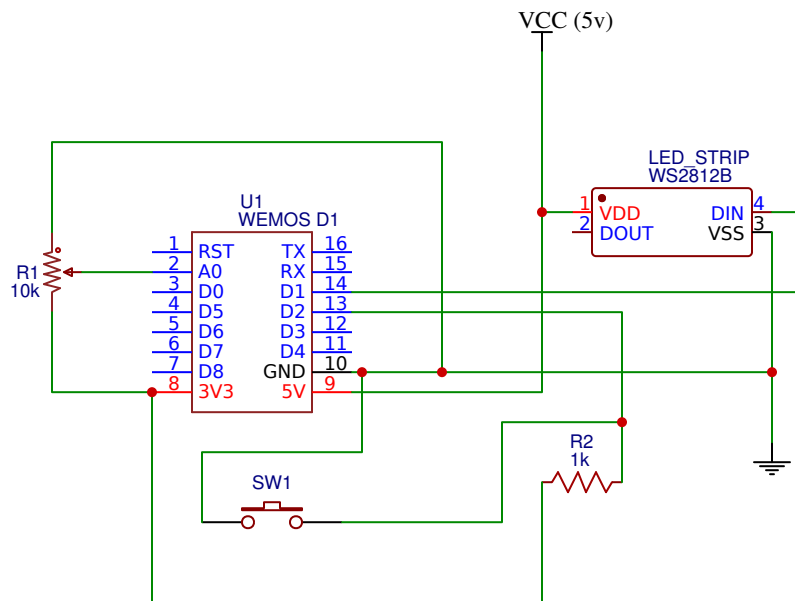 VCC (5v)
LED_STRIP
WS2812B
1 VDD DIN 4
2 DOUT VSS 3
U1
WEMOS D1
1 RST TX 16
2 A0 RX 15
3 D0 D1 14
4 D5 D2 13
5 D6 D3 12
6 D7 D4 11
7 D8 GND 10
8 3V3 5V 9
R1
10k
R2
1k
SW1